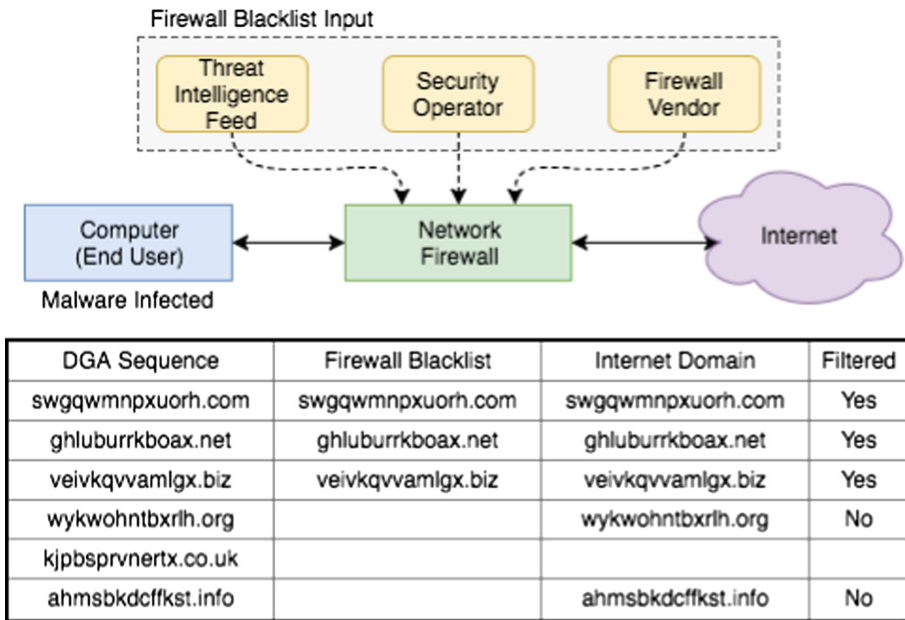 Firewall Blacklist Input
Threat
Intelligence
Feed
Security
Operator
Firewall
Vendor
Computer
(End User)
Network
Firewall
Internet
Malware Infected
DGA Sequence Firewall Blacklist Internet Domain Filtered
swgqwmnpxuorh.com swgqwmnpxuorh.com swgqwmnpxuorh.com Yes
ghluburrkboax.net ghluburrkboax.net ghluburrkboax.net Yes
veivkqvvamlgx.biz veivkqvvamlgx.biz veivkqvvamlgx.biz Yes
wykwohntbxrlh.org wykwohntbxrlh.org No
kjpbsprvnertx.co.uk
ahmsbkdcffkst.info ahmsbkdcffkst.info No